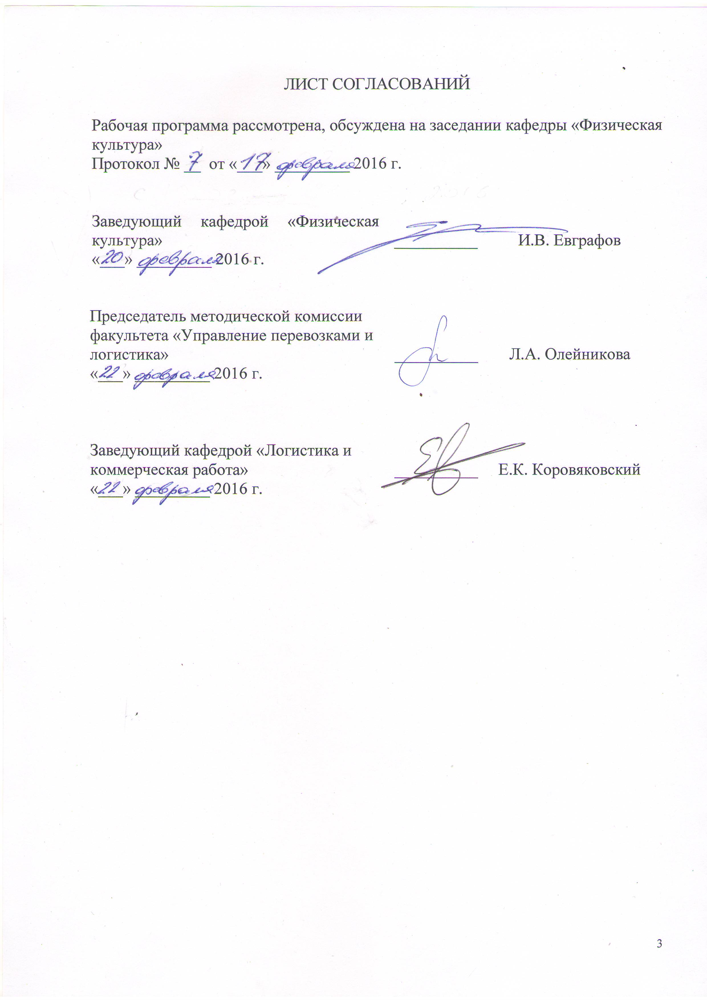 ЛИСТ СОГЛАСОВАНИЙ
Рабочая программа рассмотрена, обсуждена на заседании кафедры «Физическая
культура»
Протокол № 7 от «17» февраля 2016 г.
Заведующий кафедрой «Физическая
культура» И.В. Евграфов
«20» февраля 2016 г.
Председатель методической комиссии
факультета «Управление перевозками и
логистика» Л.А. Олейникова
«22» февраля 2016 г.
Заведующий кафедрой «Логистика и
коммерческая работа» Е.К. Коровяковский
«22» февраля 2016 г.
3